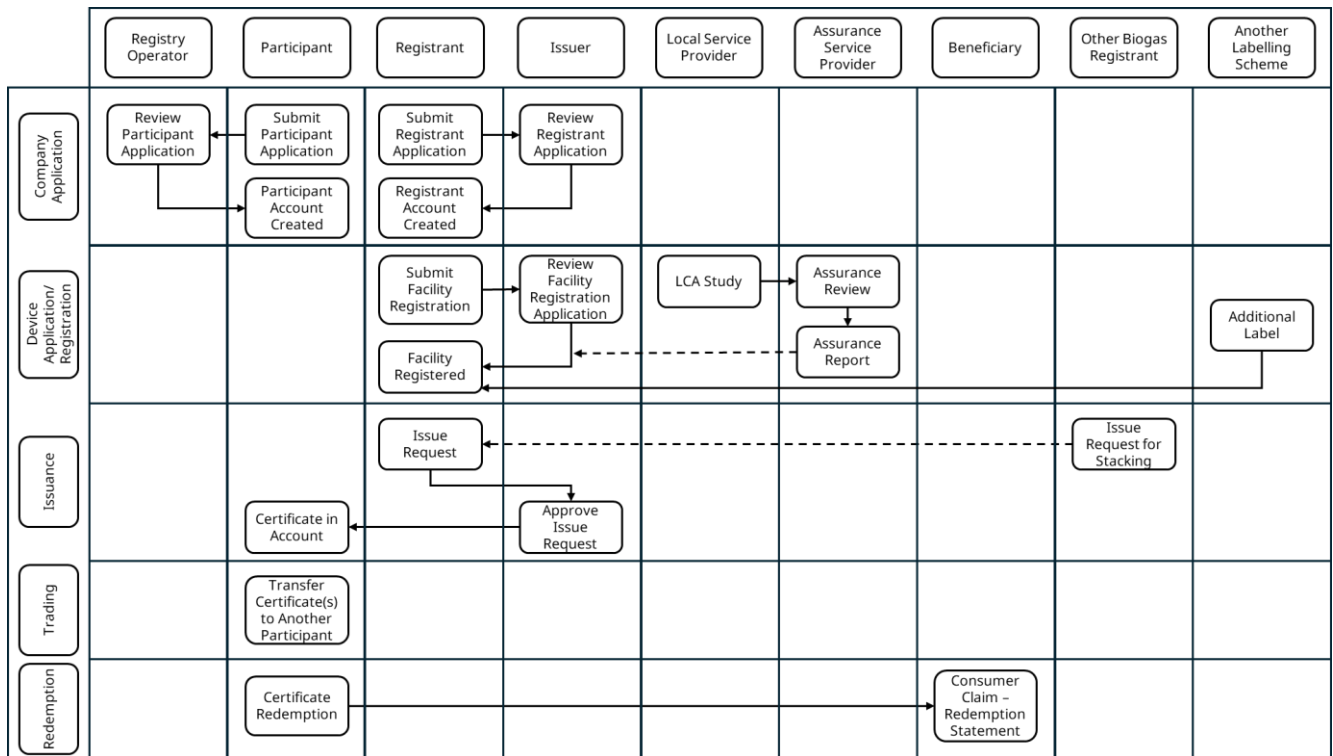 Registry
Operator
Participant
Registrant
Issuer
Local Service
Provider
Assurance
Service
Provider
Beneficiary
Other Biogas
Registrant
Another
Labelling
Scheme
Company
Application
Review
Participant
Application
Submit
Participant
Application
Submit
Registrant
Application
Review
Registrant
Application
Participant
Account
Created
Registrant
Account
Created
Device
Application/
Registration
Submit
Facility
Registration
Review
Facility
Registration
Application
LCA Study
Assurance
Review
Additional
Label
Facility
Registered
Assurance
Report
Issuance
Issue
Request
Issue
Request for
Stacking
Certificate in
Account
Approve
Issue
Request
Trading
Transfer
Certificate(s)
to Another
Participant
Redemption
Certificate
Redemption
Consumer
Claim –
Redemption
Statement